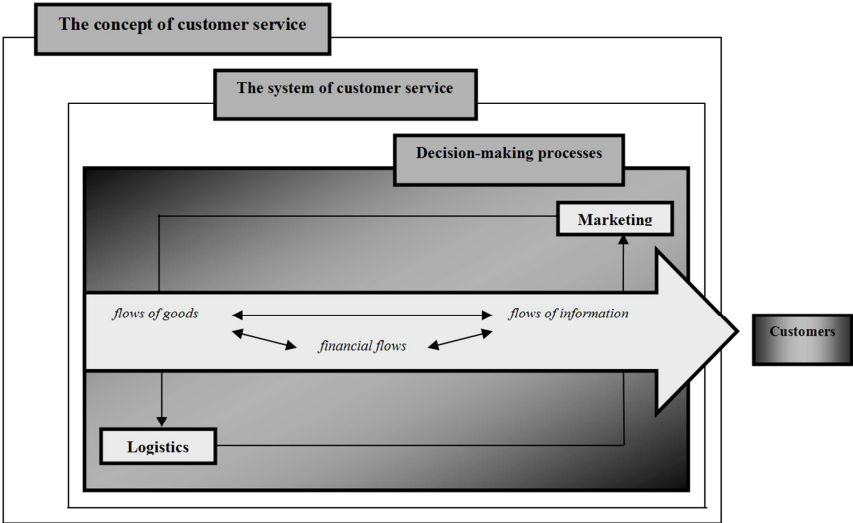 The concept of customer service
The system of customer service
Decision-making processes
Marketing
flows of goods
flows of information
financial flows
Customers
Logistics